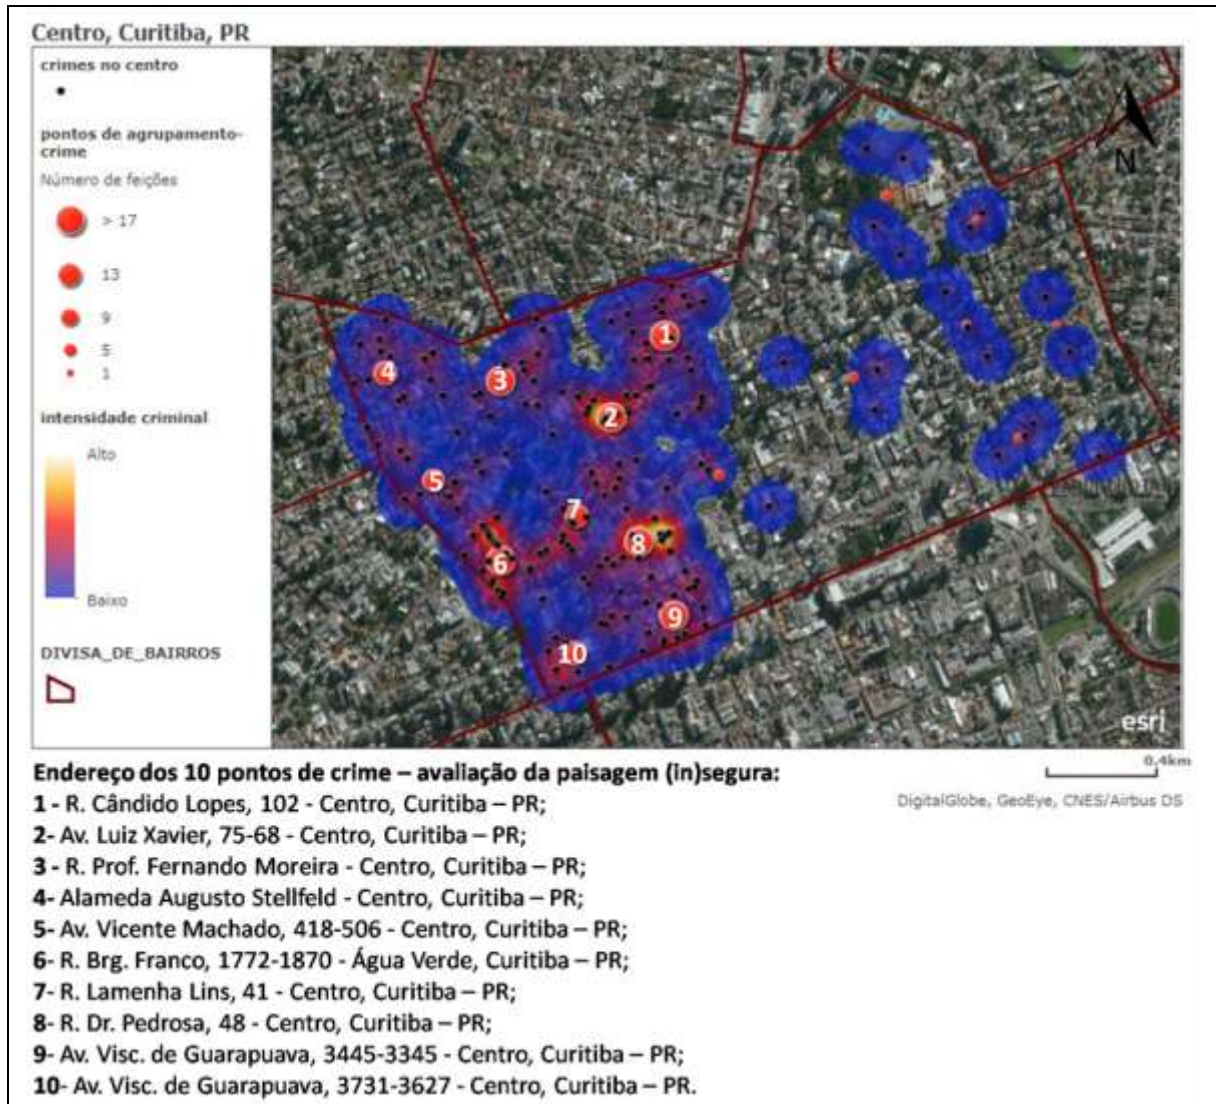 Centro, Curitiba, PR
crimes no centro
pontos de agrupamento-
crime
Número de feições
> 17
13
9
5
1
intensidade criminal
Alto
Baixo
DIVISA_DE_BAIRROS
N
1
2
3
4
5
6
7
8
9
10
esri
0.4km
DigitalGlobe, GeoEye, CNES/Airbus DS
Endereço dos 10 pontos de crime – avaliação da paisagem (in)segura:
1 - R. Cândido Lopes, 102 - Centro, Curitiba – PR;
2- Av. Luiz Xavier, 75-68 - Centro, Curitiba – PR;
3 - R. Prof. Fernando Moreira - Centro, Curitiba – PR;
4- Alameda Augusto Stellfeld - Centro, Curitiba – PR;
5- Av. Vicente Machado, 418-506 - Centro, Curitiba – PR;
6- R. Brg. Franco, 1772-1870 - Água Verde, Curitiba – PR;
7- R. Lamenha Lins, 41 - Centro, Curitiba – PR;
8- R. Dr. Pedrosa, 48 - Centro, Curitiba – PR;
9- Av. Visc. de Guarapuava, 3445-3345 - Centro, Curitiba – PR;
10- Av. Visc. de Guarapuava, 3731-3627 - Centro, Curitiba – PR.